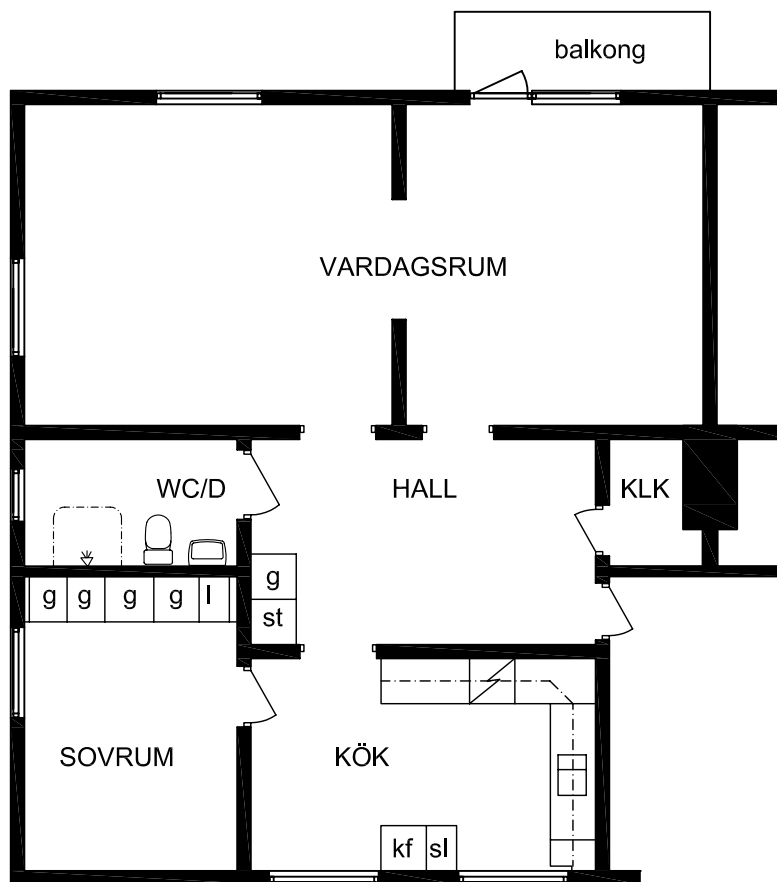 balkong
VARDAGSRUM
WC/D
HALL
KLK
g
st
g g g g l
SOVRUM
KÖK
kf sl